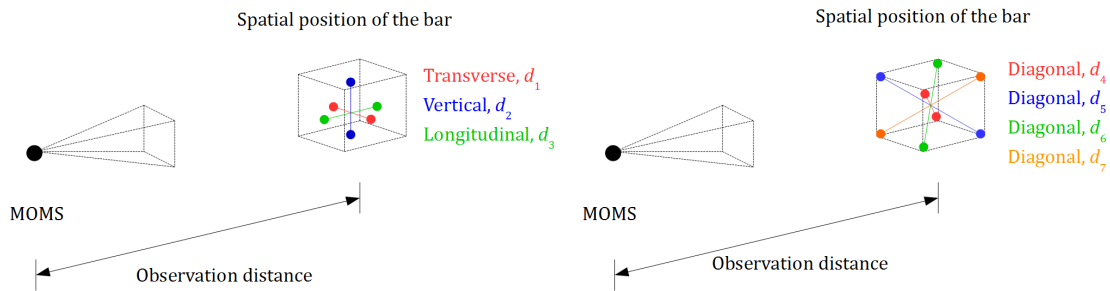 Spatial position of the bar
Transverse, d₁
Vertical, d₂
Longitudinal, d₃
MOMS
Observation distance
Spatial position of the bar
Diagonal, d₄
Diagonal, d₅
Diagonal, d₆
Diagonal, d₇
MOMS
Observation distance